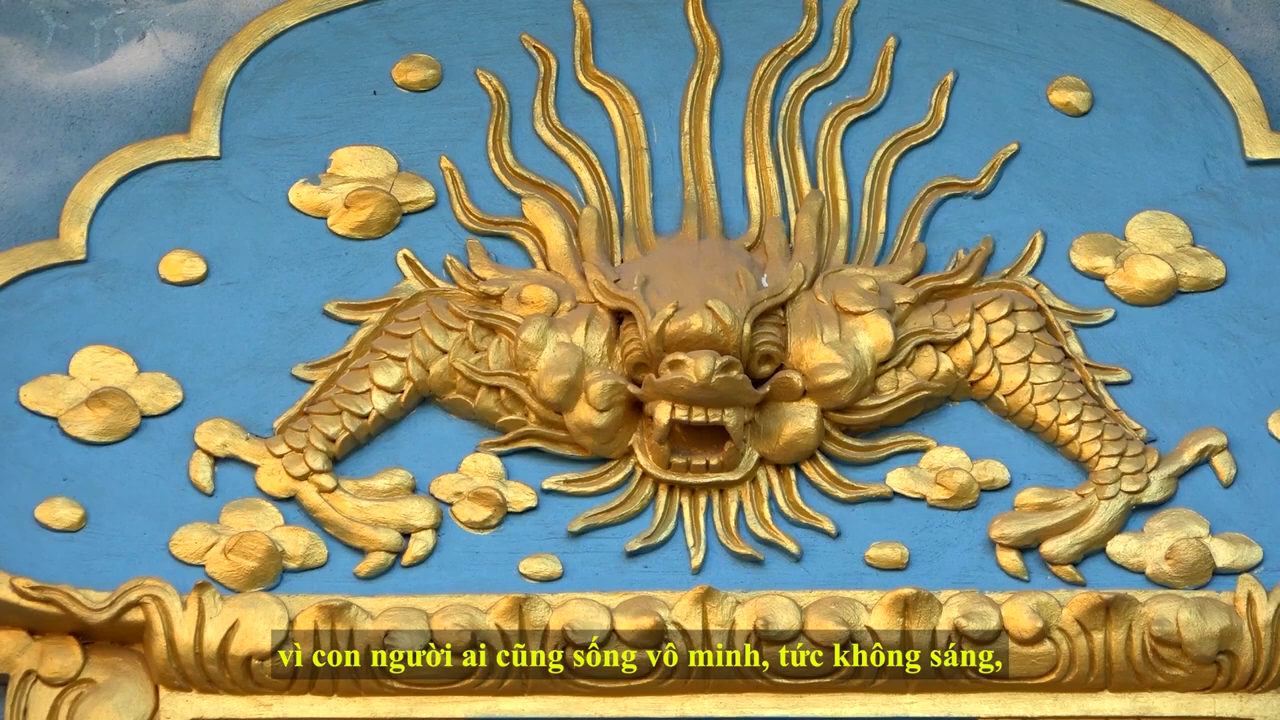 vì con người ai cũng sống vô minh, tức không sáng,